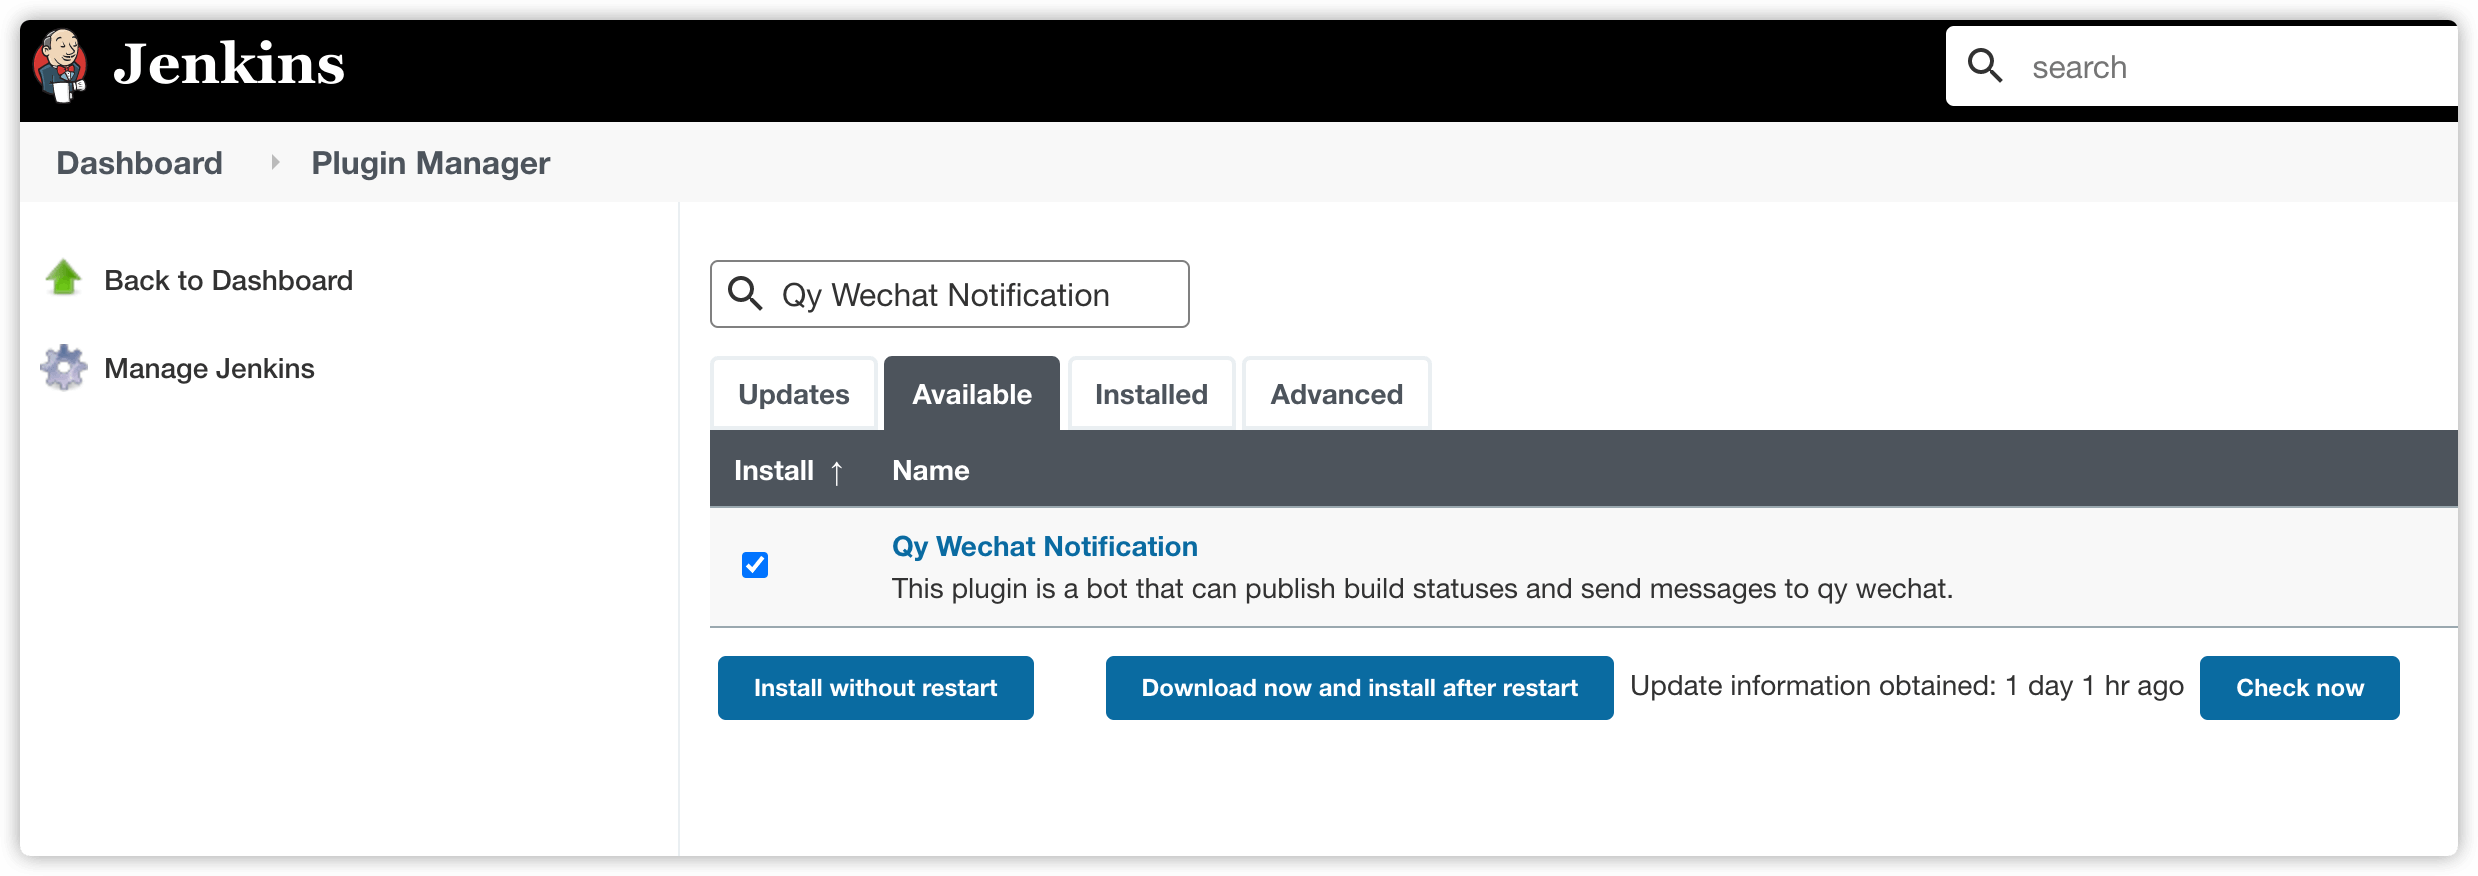 Jenkins
search
Dashboard Plugin Manager
Back to Dashboard
Manage Jenkins
Qy Wechat Notification
Updates Available Installed Advanced
Install ↑ Name
Qy Wechat Notification
This plugin is a bot that can publish build statuses and send messages to qy wechat.
Install without restart Download now and install after restart Update information obtained: 1 day 1 hr ago Check now